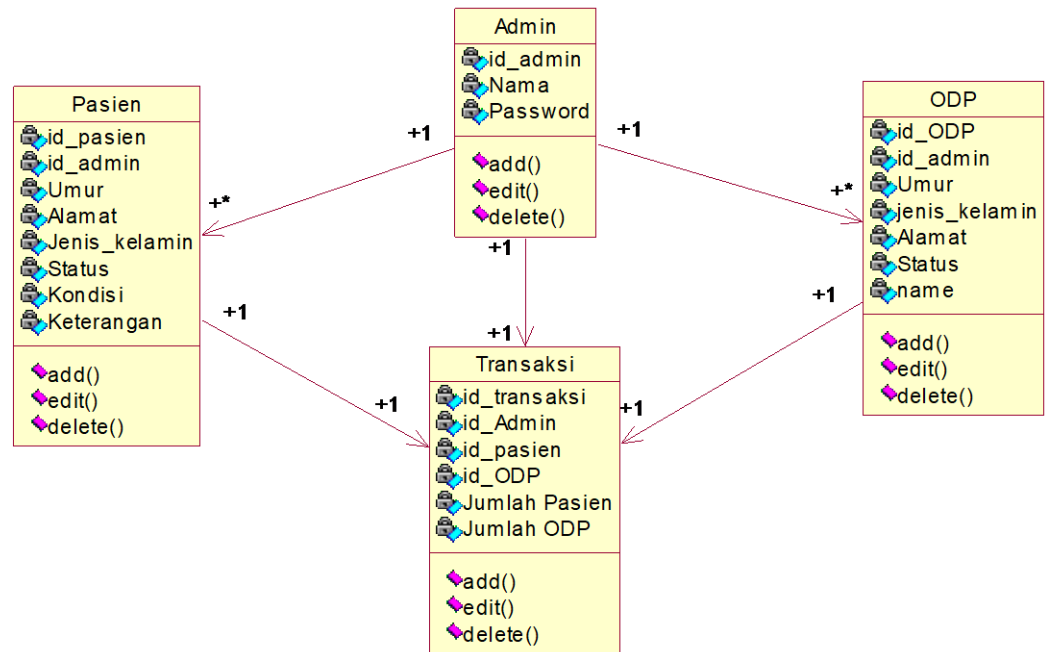 Admin
id_admin
Nama
Password
add()
edit()
delete()
Pasien
id_pasien
id_admin
Umur
Alamat
Jenis_kelamin
Status
Kondisi
Keterangan
add()
edit()
delete()
ODP
id_ODP
id_admin
Umur
jenis_kelamin
Alamat
Status
name
add()
edit()
delete()
+1
+*
+1
+*
+1
+1
+1
+1
+1
+1
Transaksi
id_transaksi
id_Admin
id_pasien
id_ODP
Jumlah Pasien
Jumlah ODP
add()
edit()
delete()